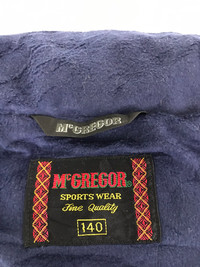 McGREGOR
McGREGOR®
SPORTS WEAR
Fine Quality
140